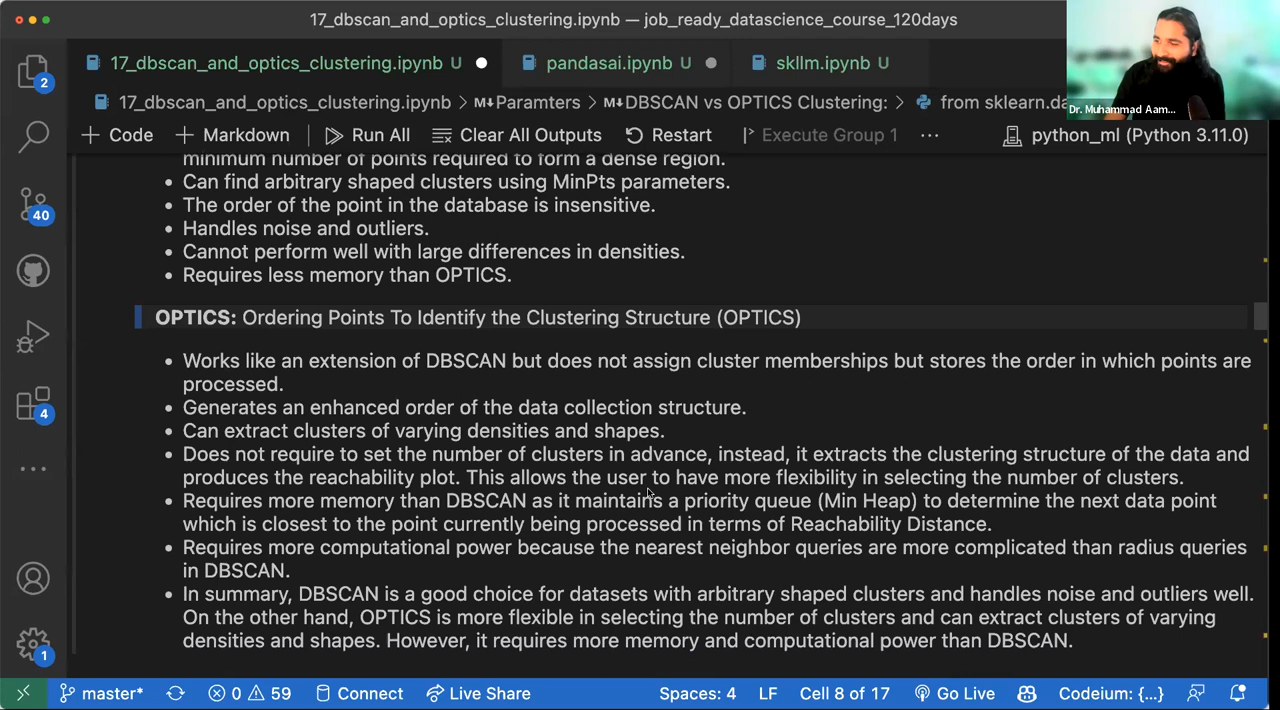 17_dbscan_and_optics_clustering.ipynb — job_ready_datascience_course_120days
17_dbscan_and_optics_clustering.ipynb U
pandasai.ipynb U
skllm.ipynb U
Dr. Muhammad Aam...
17_dbscan_and_optics_clustering.ipynb > M↓Paramters > M↓DBSCAN vs OPTICS Clustering: > from sklearn.da
+ Code + Markdown Run All Clear All Outputs Restart Execute Group 1 ... python_ml (Python 3.11.0)
minimum number of points required to form a dense region.
• Can find arbitrary shaped clusters using MinPts parameters.
• The order of the point in the database is insensitive.
• Handles noise and outliers.
• Cannot perform well with large differences in densities.
• Requires less memory than OPTICS.
OPTICS: Ordering Points To Identify the Clustering Structure (OPTICS)
• Works like an extension of DBSCAN but does not assign cluster memberships but stores the order in which points are
processed.
• Generates an enhanced order of the data collection structure.
• Can extract clusters of varying densities and shapes.
• Does not require to set the number of clusters in advance, instead, it extracts the clustering structure of the data and
produces the reachability plot. This allows the user to have more flexibility in selecting the number of clusters.
• Requires more memory than DBSCAN as it maintains a priority queue (Min Heap) to determine the next data point
which is closest to the point currently being processed in terms of Reachability Distance.
• Requires more computational power because the nearest neighbor queries are more complicated than radius queries
in DBSCAN.
• In summary, DBSCAN is a good choice for datasets with arbitrary shaped clusters and handles noise and outliers well.
On the other hand, OPTICS is more flexible in selecting the number of clusters and can extract clusters of varying
densities and shapes. However, it requires more memory and computational power than DBSCAN.
2
40
4
1
master* 0 59 Connect Live Share Spaces: 4 LF Cell 8 of 17 Go Live Codeium: {...}